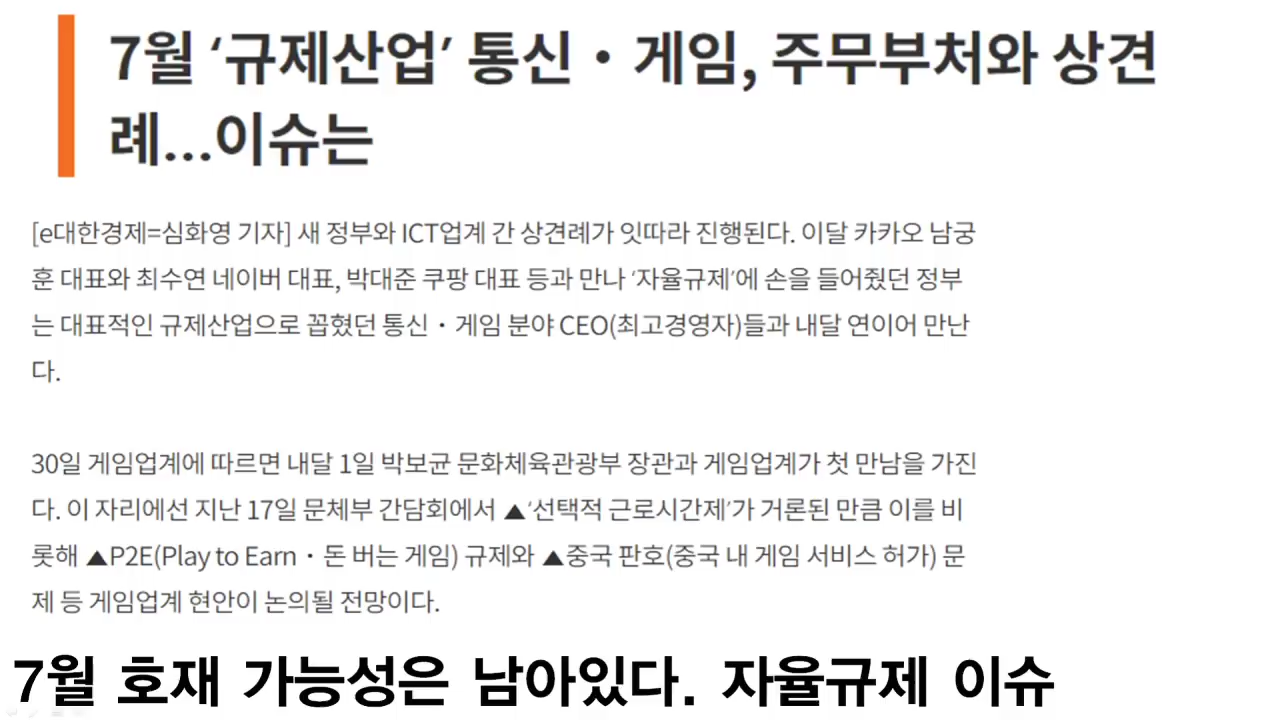 7월 ‘규제산업’ 통신・게임, 주무부처와 상견
례...이슈는
[e대한경제=심화영 기자] 새 정부와 ICT업계 간 상견례가 잇따라 진행된다. 이달 카카오 남궁
훈 대표와 최수연 네이버 대표, 박대준 쿠팡 대표 등과 만나 ‘자율규제’에 손을 들어줬던 정부
는 대표적인 규제산업으로 꼽혔던 통신・게임 분야 CEO(최고경영자)들과 내달 연이어 만난
다.
30일 게임업계에 따르면 내달 1일 박보균 문화체육관광부 장관과 게임업계가 첫 만남을 가진
다. 이 자리에선 지난 17일 문체부 간담회에서 ▲‘선택적 근로시간제’가 거론된 만큼 이를 비
롯해 ▲P2E(Play to Earn・돈 버는 게임) 규제와 ▲중국 판호(중국 내 게임 서비스 허가) 문
제 등 게임업계 현안이 논의될 전망이다.
7월 호재 가능성은 남아있다. 자율규제 이슈